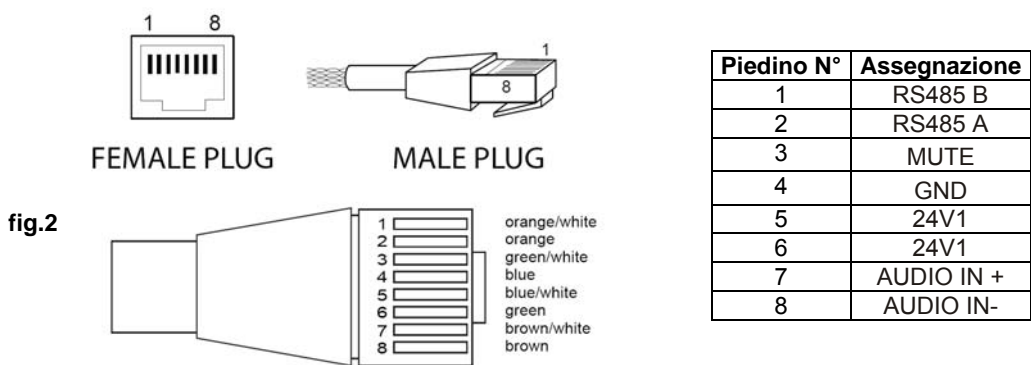 1 8
FEMALE PLUG
1
8
MALE PLUG
fig.2
1 orange/white
2 orange
3 green/white
4 blue
5 blue/white
6 green
7 brown/white
8 brown
Piedino N° Assegnazione
1 RS485 B
2 RS485 A
3 MUTE
4 GND
5 24V1
6 24V1
7 AUDIO IN +
8 AUDIO IN-